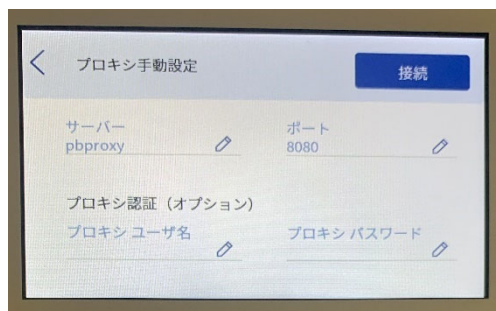 プロキシ手動設定
接続
サーバー
pbproxy
ポート
8080
プロキシ認証（オプション）
プロキシ ユーザ名
プロキシ パスワード